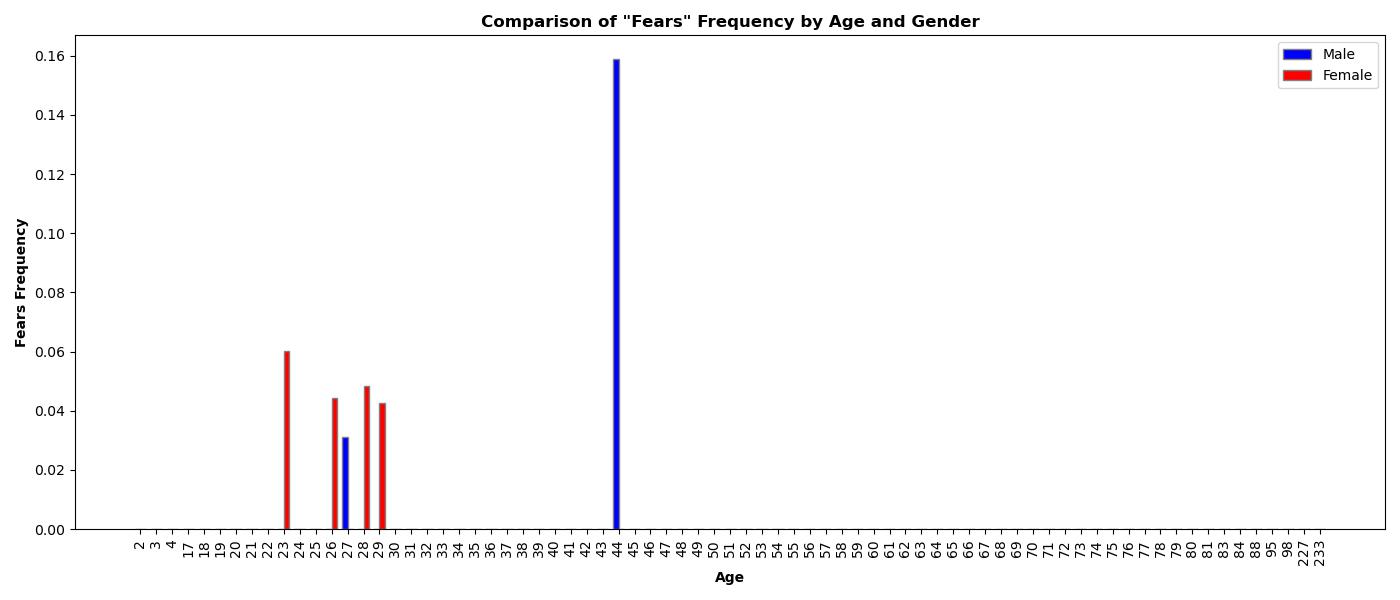 Comparison of "Fears" Frequency by Age and Gender
Male
Female
Fears Frequency
0.16
0.14
0.12
0.10
0.08
0.06
0.04
0.02
0.00
2 3 4 17 18 19 20 21 22 23 24 25 26 27 28 29 30 31 32 33 34 35 36 37 38 39 40 41 42 43 44 45 46 47 48 49 50 51 52 53 54 55 56 57 58 59 60 61 62 63 64 65 66 67 68 69 70 71 72 73 74 75 76 77 78 79 80 81 83 84 88 95 98 227 233
Age